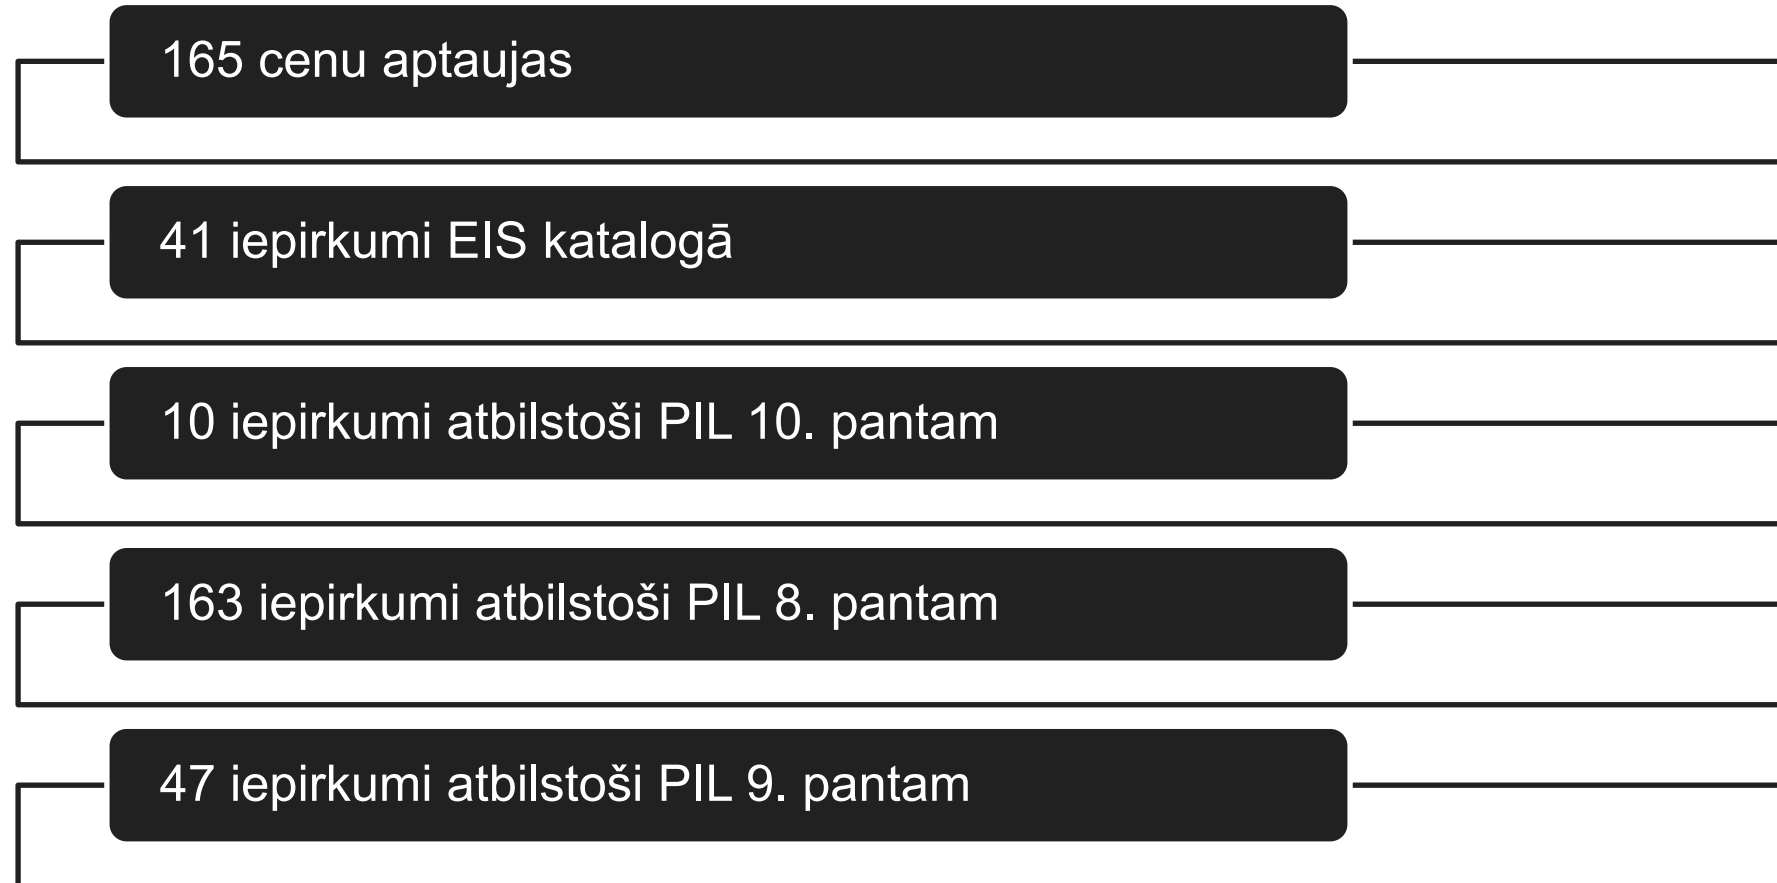 165 cenu aptaujas
41 iepirkumi EIS katalogā
10 iepirkumi atbilstoši PIL 10. pantam
163 iepirkumi atbilstoši PIL 8. pantam
47 iepirkumi atbilstoši PIL 9. pantam